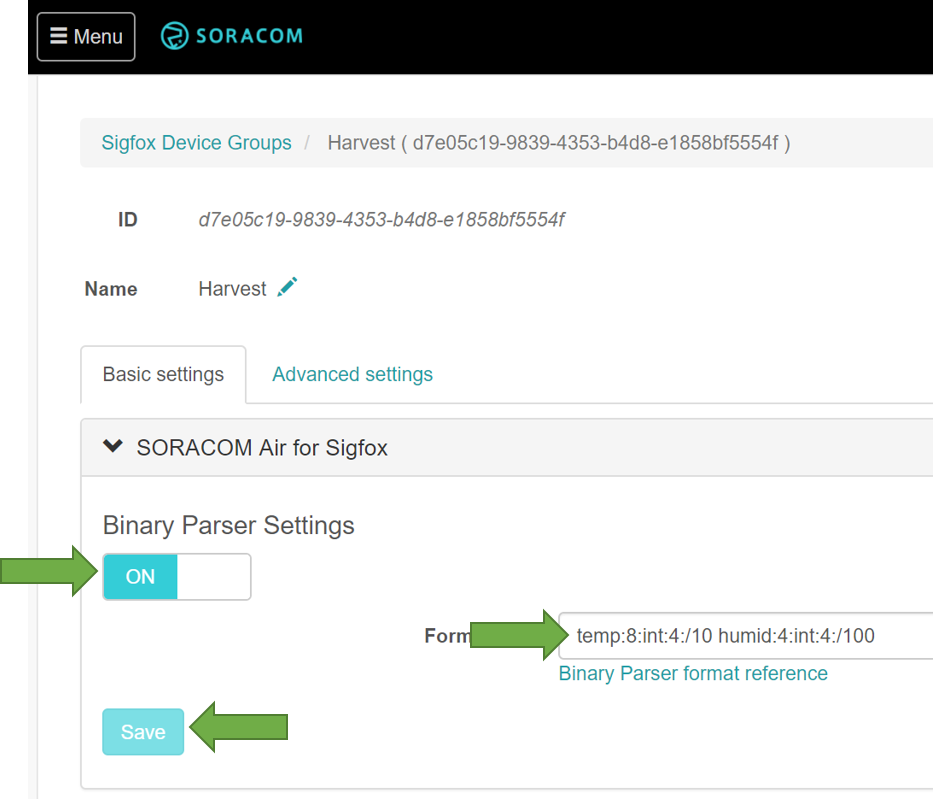 Menu SORACOM
Sigfox Device Groups / Harvest ( d7e05c19-9839-4353-b4d8-e1858bf5554f )
ID d7e05c19-9839-4353-b4d8-e1858bf5554f
Name Harvest
Basic settings Advanced settings
SORACOM Air for Sigfox
Binary Parser Settings
ON
temp:8:int:4:/10 humid:4:int:4:/100
Binary Parser format reference
Save